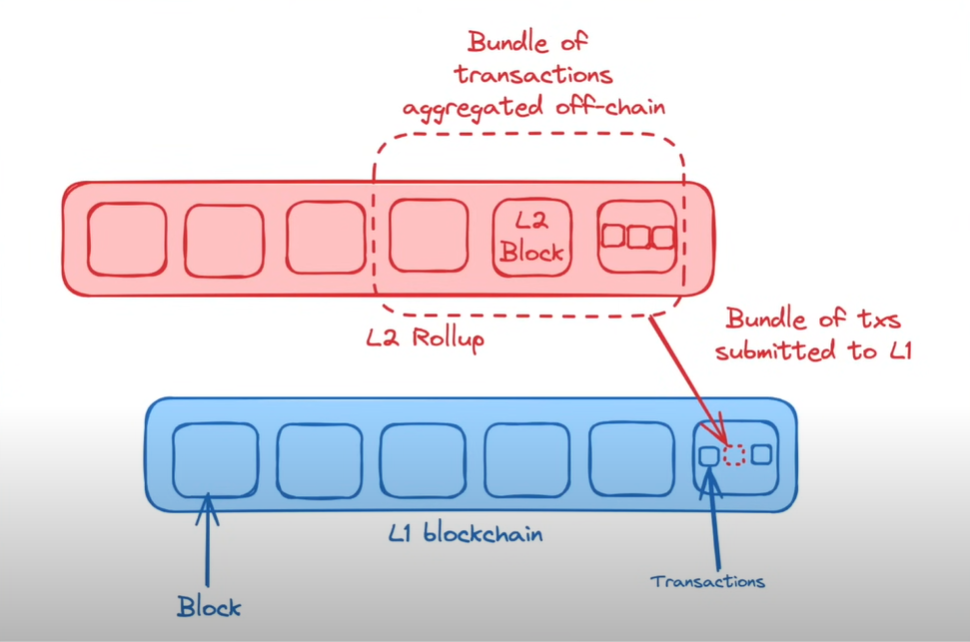 Bundle of
transactions
aggregated off-chain
L2
Block
L2 Rollup
Bundle of txs
submitted to L1
L1 blockchain
Transactions
Block